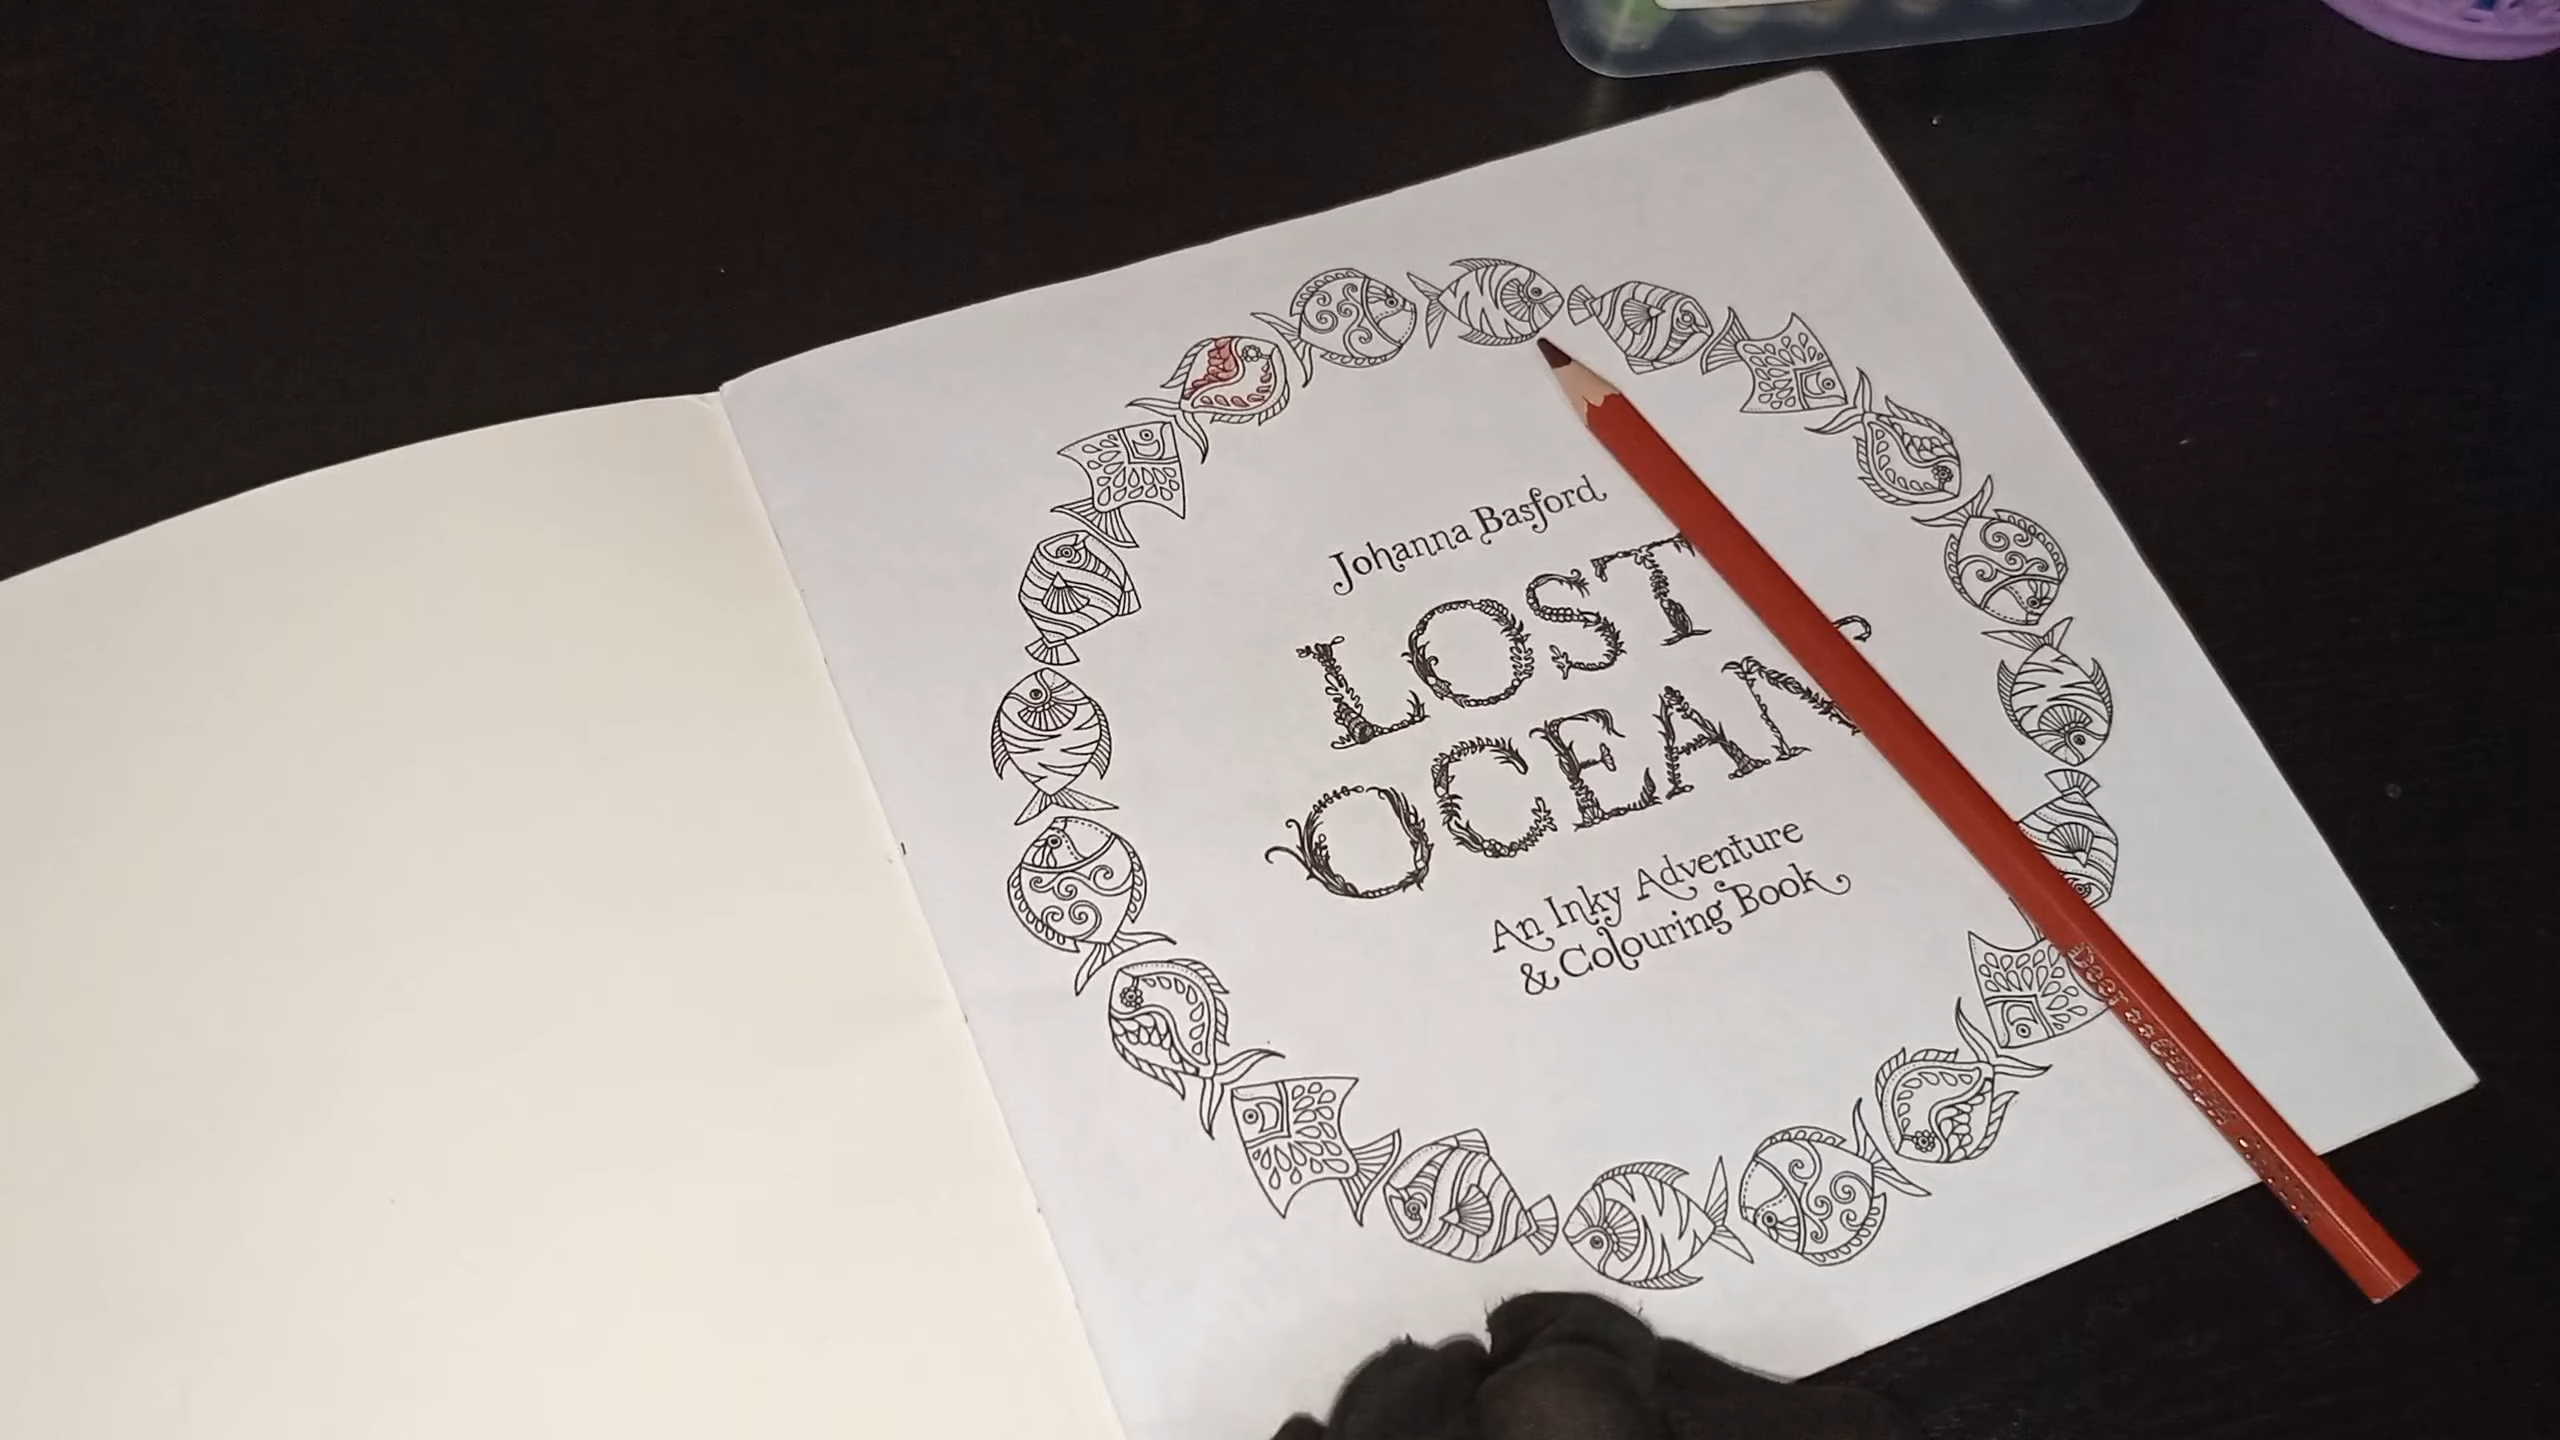 Johanna Basford
LOST
OCEAN
An Inky Adventure
& Colouring Book